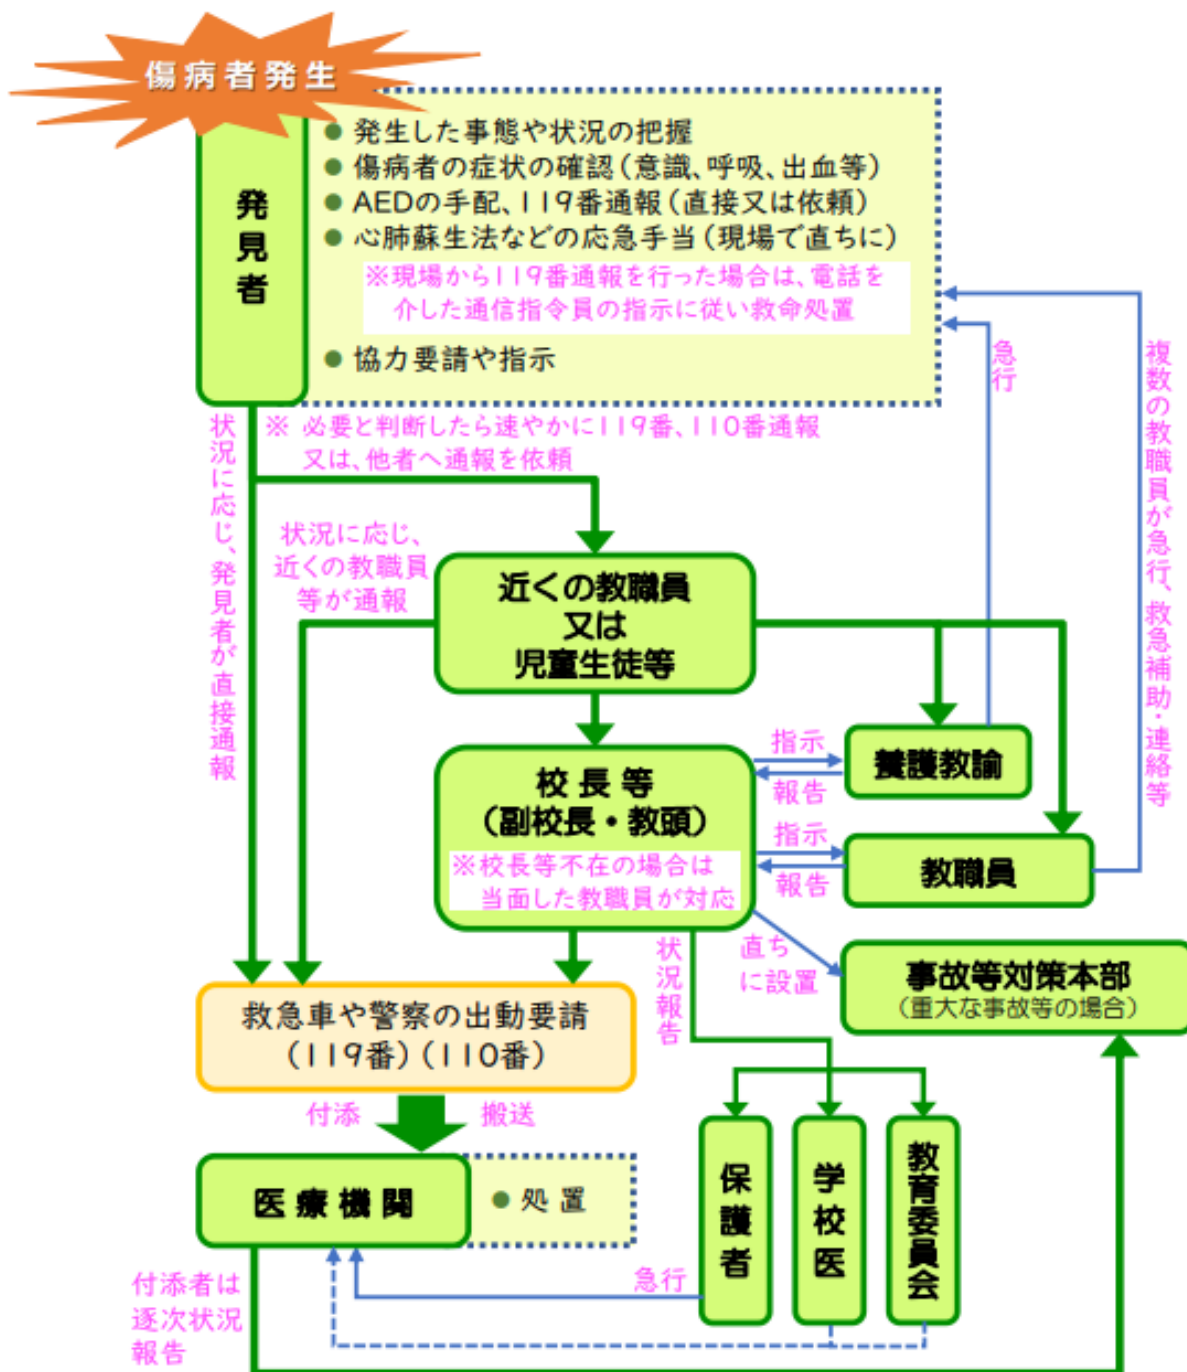 傷病者発生
発見者
● 発生した事態や状況の把握
● 傷病者の症状の確認（意識、呼吸、出血等）
● AEDの手配、119番通報（直接又は依頼）
● 心肺蘇生法などの応急手当（現場で直ちに）
※現場から119番通報を行った場合は、電話を
介した通信指令員の指示に従い救命処置
● 協力要請や指示
急行
複数の教職員が急行、救急補助・連絡等
状況に応じ、発見者が直接通報
※ 必要と判断したら速やかに119番、110番通報
又は、他者へ通報を依頼
状況に応じ、
近くの教職員
等が通報
近くの教職員
又は
児童生徒等
校長等
（副校長・教頭）
※校長等不在の場合は
当面した教職員が対応
指示
報告
養護教諭
指示
報告
教職員
状況報告
直ち
に設置
事故等対策本部
（重大な事故等の場合）
救急車や警察の出動要請
（119番）（110番）
付添
搬送
医療機関
● 処置
保護者
学校医
教育委員会
急行
付添者は
逐次状況
報告